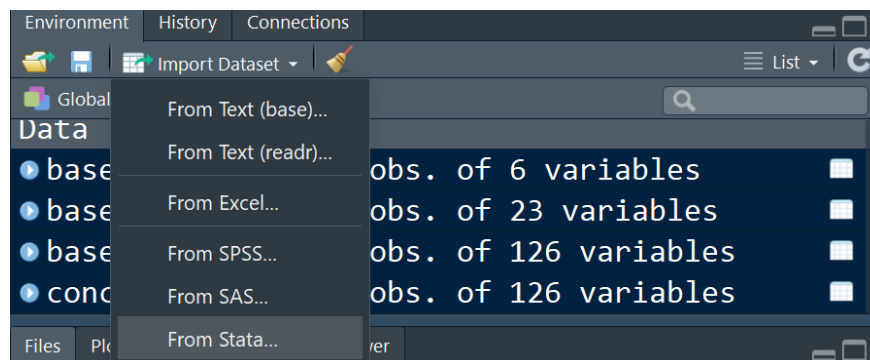 Environment History Connections
Import Dataset List
Global
Data
From Text (base)...
From Text (readr)...
base obs. of 6 variables
From Excel...
base obs. of 23 variables
From SPSS...
base obs. of 126 variables
From SAS...
conc obs. of 126 variables
From Stata...
Files Plo er